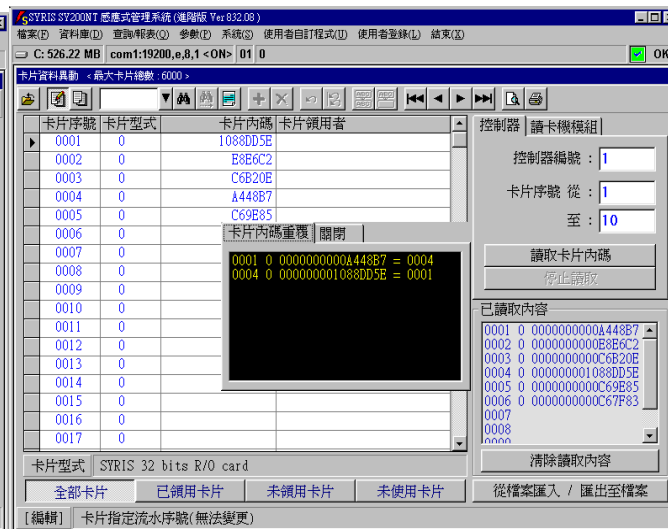 SYRIS SY200NT 感應式管理系統 (進階版 Ver 8.32.08 )
檔案(F) 資料庫(D) 查詢/報表(Q) 參數(P) 系統(S) 使用者自訂程式(U) 使用者登錄(L) 結束(X)
C: 526.22 MB com1:19200,e,8,1 <ON> 01 0 OK
卡片資料異動 <最大卡片總數 : 6000 >
卡片序號 卡片型式 卡片內碼 卡片領用者
0001 0 1088DD5E
0002 0 E8E6C2
0003 0 C6B20E
0004 0 A448B7
0005 0 C69E85
0006 0
0007 0
0008 0
0009 0
0010 0
0011 0
0012 0
0013 0
0014 0
0015 0
0016 0
0017 0
卡片內碼重覆 關閉
0001 0 0000000000A448B7 = 0004
0004 0 000000001088DD5E = 0001
控制器 讀卡機模組
控制器編號 : 1
卡片序號 從 : 1
至 : 10
讀取卡片內碼
停止讀取
已讀取內容
0001 0 0000000000A448B7
0002 0 0000000000E8E6C2
0003 0 0000000000C6B20E
0004 0 000000001088DD5E
0005 0 0000000000C69E85
0006 0 0000000000C67F83
0007
0008
清除讀取內容
卡片型式 SYRIS 32 bits R/O card
全部卡片 已領用卡片 未領用卡片 未使用卡片 從檔案匯入 / 匯出至檔案
[編輯] 卡片指定流水序號(無法變更)